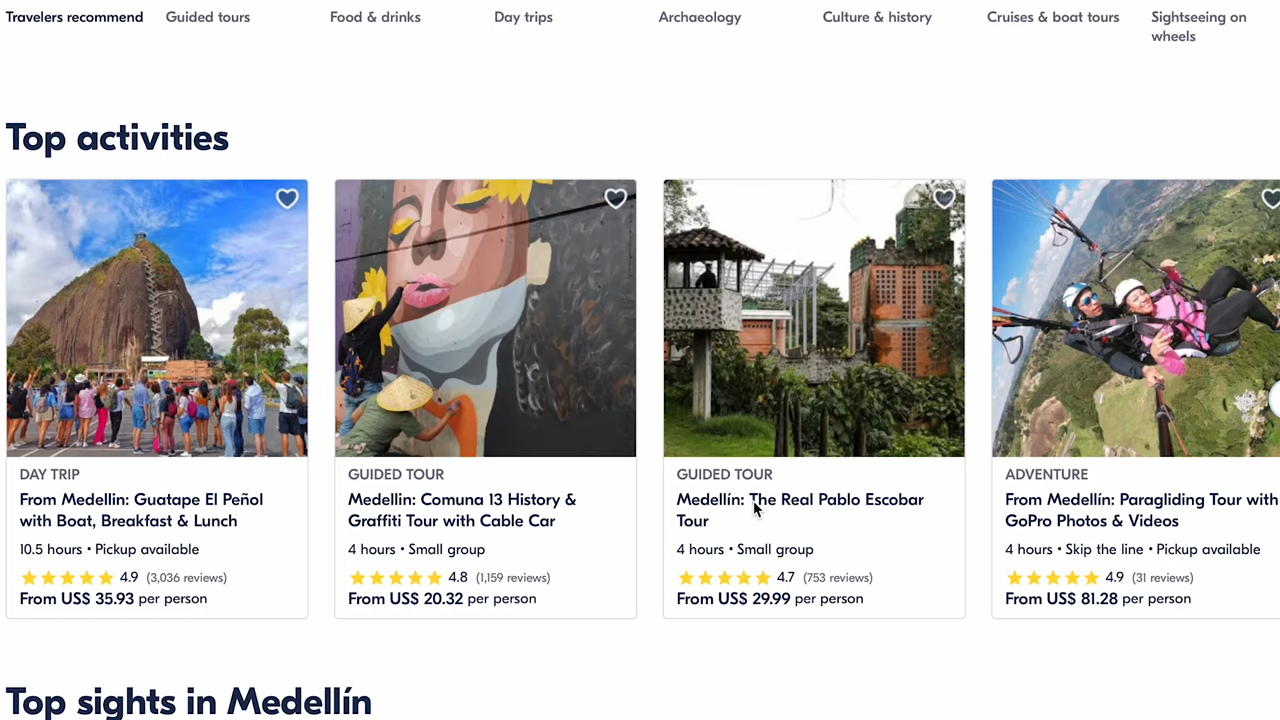 Travelers recommend
Guided tours
Food & drinks
Day trips
Archaeology
Culture & history
Cruises & boat tours
Sightseeing on
wheels
Top activities
DAY TRIP
From Medellin: Guatape El Peñol
with Boat, Breakfast & Lunch
10.5 hours • Pickup available
4.9 (3,036 reviews)
From US$ 35.93 per person
GUIDED TOUR
Medellin: Comuna 13 History &
Graffiti Tour with Cable Car
4 hours • Small group
4.8 (1,159 reviews)
From US$ 20.32 per person
GUIDED TOUR
Medellín: The Real Pablo Escobar
Tour
4 hours • Small group
4.7 (753 reviews)
From US$ 29.99 per person
ADVENTURE
From Medellín: Paragliding Tour with
GoPro Photos & Videos
4 hours • Skip the line • Pickup available
4.9 (31 reviews)
From US$ 81.28 per person
Top sights in Medellín